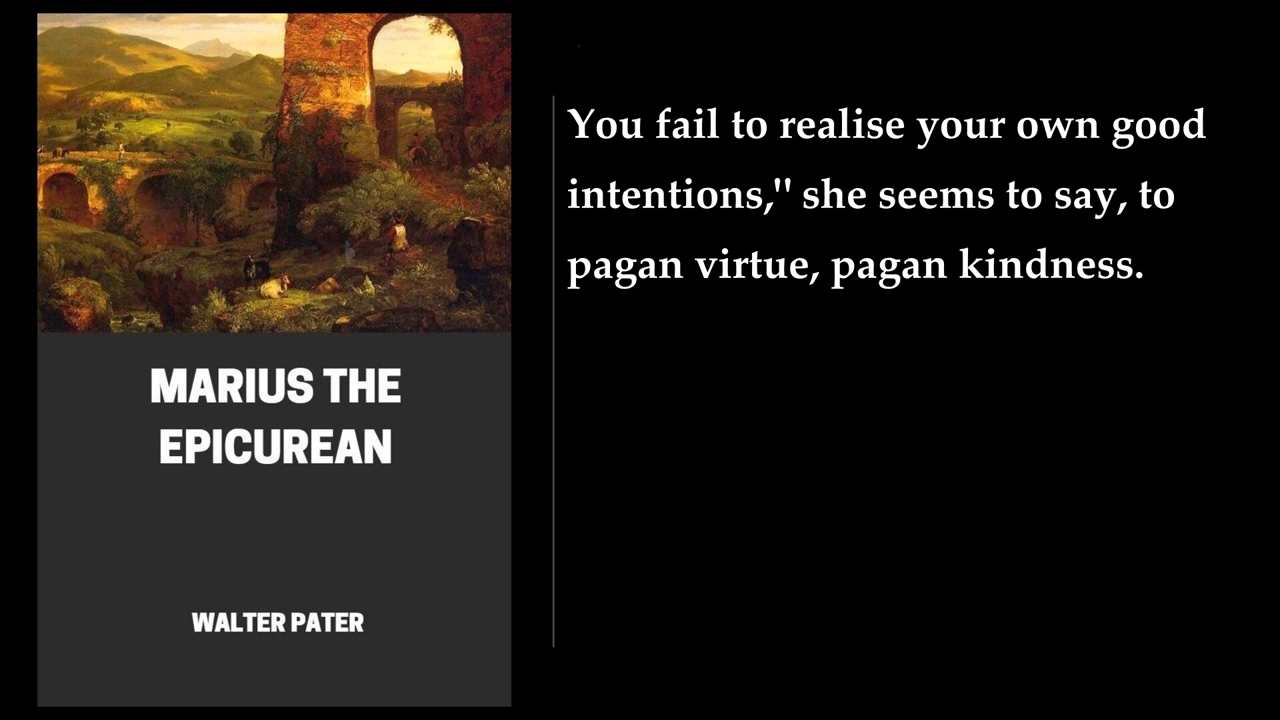 MARIUS THE
EPICUREAN
WALTER PATER
You fail to realise your own good
intentions," she seems to say, to
pagan virtue, pagan kindness.